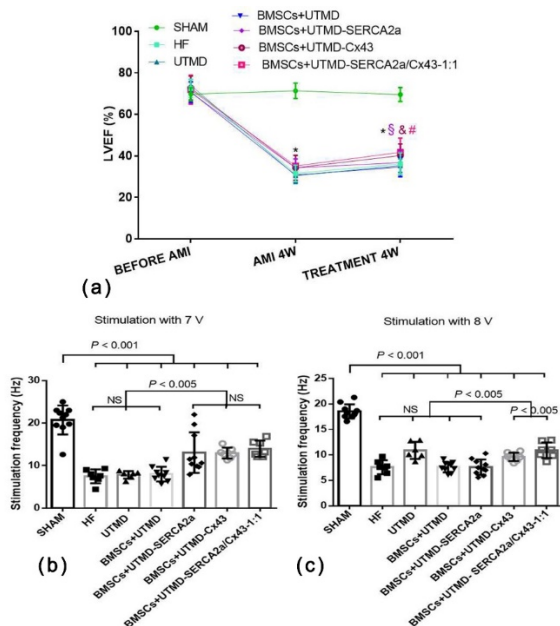 SHAM
HF
UTMD
BMSCs+UTMD
BMSCs+UTMD-SERCA2a
BMSCs+UTMD-Cx43
BMSCs+UTMD-SERCA2a/Cx43-1:1
100
80
60
40
20
0
LVEF (%)
*
*§&#
BEFORE AMI
AMI 4W
TREATMENT 4W
(a)
Stimulation with 7 V
P < 0.001
P < 0.005
NS
NS
30
20
10
0
Stimulation frequency (Hz)
SHAM
HF
UTMD
BMSCs+UTMD
BMSCs+UTMD-SERCA2a
BMSCs+UTMD-Cx43
BMSCs+UTMD-SERCA2a/Cx43-1:1
(b)
Stimulation with 8 V
P < 0.001
P < 0.005
NS
P < 0.005
25
20
15
10
5
0
Stimulation frequency (Hz)
SHAM
HF
UTMD
BMSCs+UTMD
BMSCs+UTMD-SERCA2a
BMSCs+UTMD-Cx43
BMSCs+UTMD- SERCA2a/Cx43-1:1
(c)